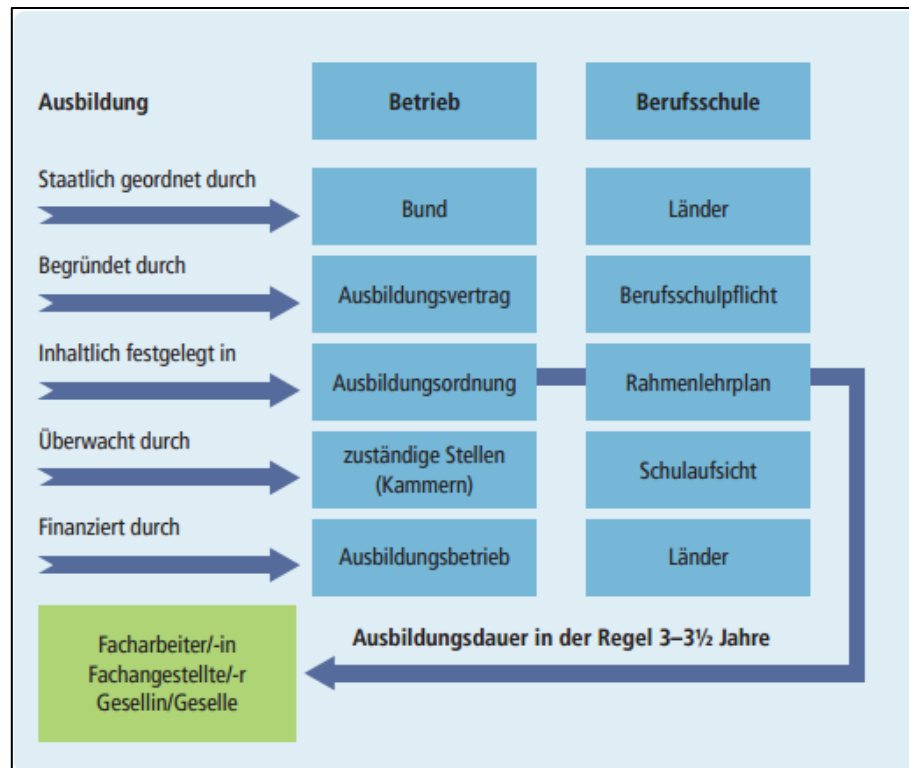 Ausbildung
Betrieb
Berufsschule
Staatlich geordnet durch
Bund
Länder
Begründet durch
Ausbildungsvertrag
Berufsschulpflicht
Inhaltlich festgelegt in
Ausbildungsordnung
Rahmenlehrplan
Überwacht durch
zuständige Stellen
(Kammern)
Schulaufsicht
Finanziert durch
Ausbildungsbetrieb
Länder
Ausbildungsdauer in der Regel 3–3½ Jahre
Facharbeiter/-in
Fachangestellte/-r
Gesellin/Geselle